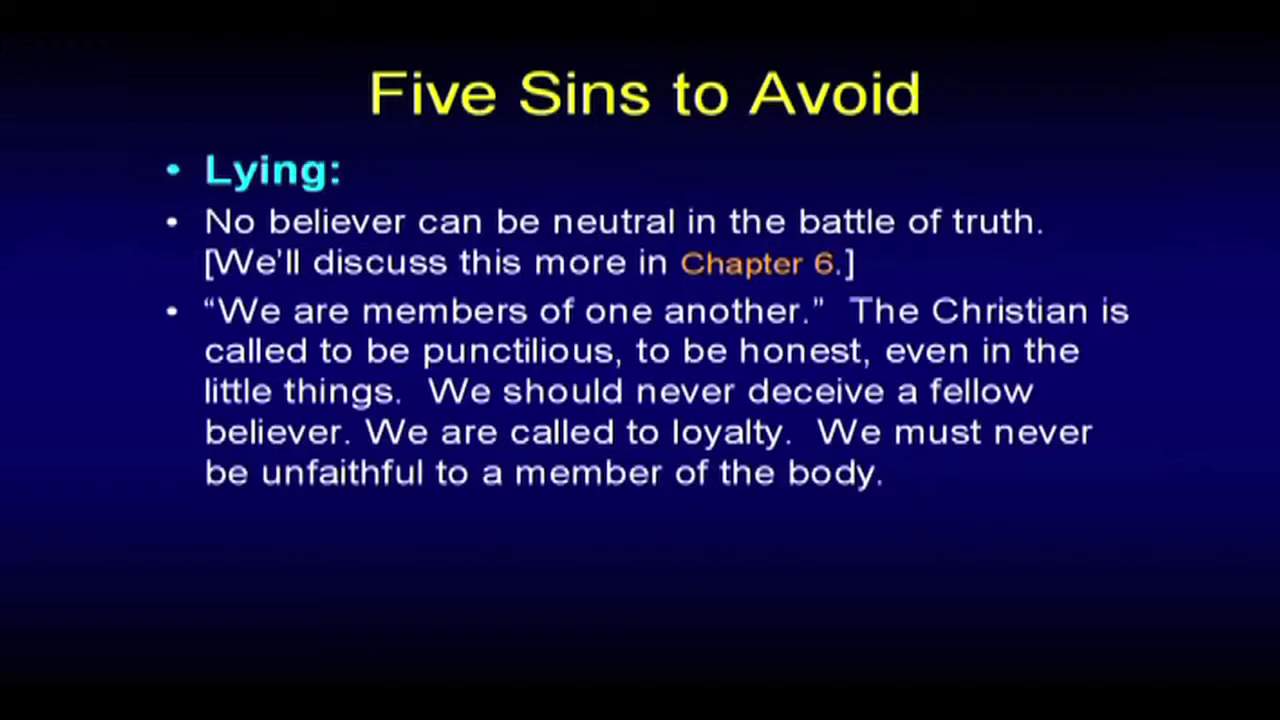 Five Sins to Avoid
• Lying:
• No believer can be neutral in the battle of truth.
[We'll discuss this more in Chapter 6.]
• “We are members of one another.” The Christian is
called to be punctilious, to be honest, even in the
little things. We should never deceive a fellow
believer. We are called to loyalty. We must never
be unfaithful to a member of the body.